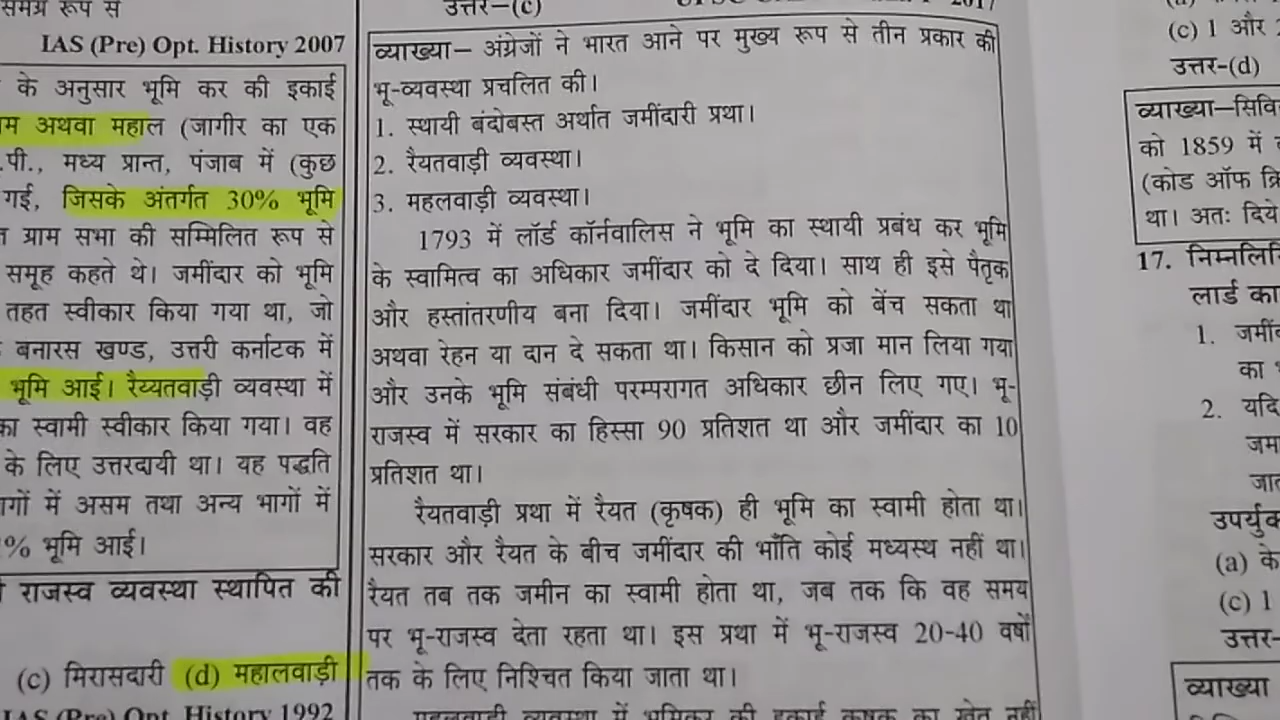 समग्र रूप से
IAS (Pre) Opt. History 2007
के अनुसार भूमि कर की इकाई
अथवा महाल (जागीर का एक
मध्य प्रान्त, पंजाब में (कुछ
गई, जिसके अंतर्गत 30% भूमि
ग्राम सभा की सम्मिलित रूप से
समूह कहते थे। जमींदार को भूमि
तहत स्वीकार किया गया था, जो
बनारस खण्ड, उत्तरी कर्नाटक में
भूमि आई। रैय्यतवाड़ी व्यवस्था में
स्वामी स्वीकार किया गया। वह
के लिए उत्तरदायी था। यह पद्धति
में असम तथा अन्य भागों में
% भूमि आई।
राजस्व व्यवस्था स्थापित की
(c) मिरासदारी (d) महालवाड़ी
IAS (Pre) Opt. History 1992
उत्तर–(c)
2017
व्याख्या– अंग्रेजों ने भारत आने पर मुख्य रूप से तीन प्रकार की
भू-व्यवस्था प्रचलित की।
1. स्थायी बंदोबस्त अर्थात जमींदारी प्रथा।
2. रैयतवाड़ी व्यवस्था।
3. महलवाड़ी व्यवस्था।
1793 में लॉर्ड कॉर्नवालिस ने भूमि का स्थायी प्रबंध कर भूमि
के स्वामित्व का अधिकार जमींदार को दे दिया। साथ ही इसे पैतृक
और हस्तांतरणीय बना दिया। जमींदार भूमि को बेंच सकता था
अथवा रेहन या दान दे सकता था। किसान को प्रजा मान लिया गया
और उनके भूमि संबंधी परम्परागत अधिकार छीन लिए गए। भू-
राजस्व में सरकार का हिस्सा 90 प्रतिशत था और जमींदार का 10
प्रतिशत था।
रैयतवाड़ी प्रथा में रैयत (कृषक) ही भूमि का स्वामी होता था।
सरकार और रैयत के बीच जमींदार की भाँति कोई मध्यस्थ नहीं था।
रैयत तब तक जमीन का स्वामी होता था, जब तक कि वह समय
पर भू-राजस्व देता रहता था। इस प्रथा में भू-राजस्व 20-40 वर्षों
तक के लिए निश्चित किया जाता था।
महलवाड़ी व्यवस्था में भूमिकर की इकाई कृषक का खेत नहीं
(c) 1 और
उत्तर-(d)
व्याख्या–
को 1859 में
(कोड ऑफ
था। अतः दिये
17.
लार्ड
1.
का
2. यदि
उपर्युक्त
(a) के
(c) 1
उत्तर-
व्याख्या